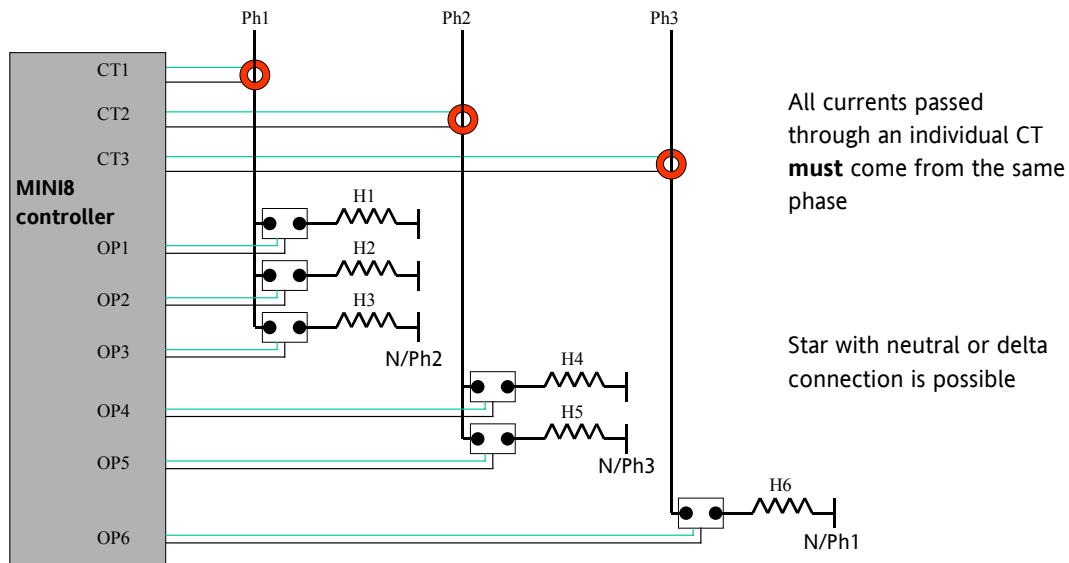 Ph1 Ph2 Ph3
CT1
CT2
CT3
MINI8
controller
OP1
OP2
OP3
OP4
OP5
OP6
H1
H2
H3
N/Ph2
H4
H5
N/Ph3
H6
N/Ph1
All currents passed
through an individual CT
must come from the same
phase
Star with neutral or delta
connection is possible